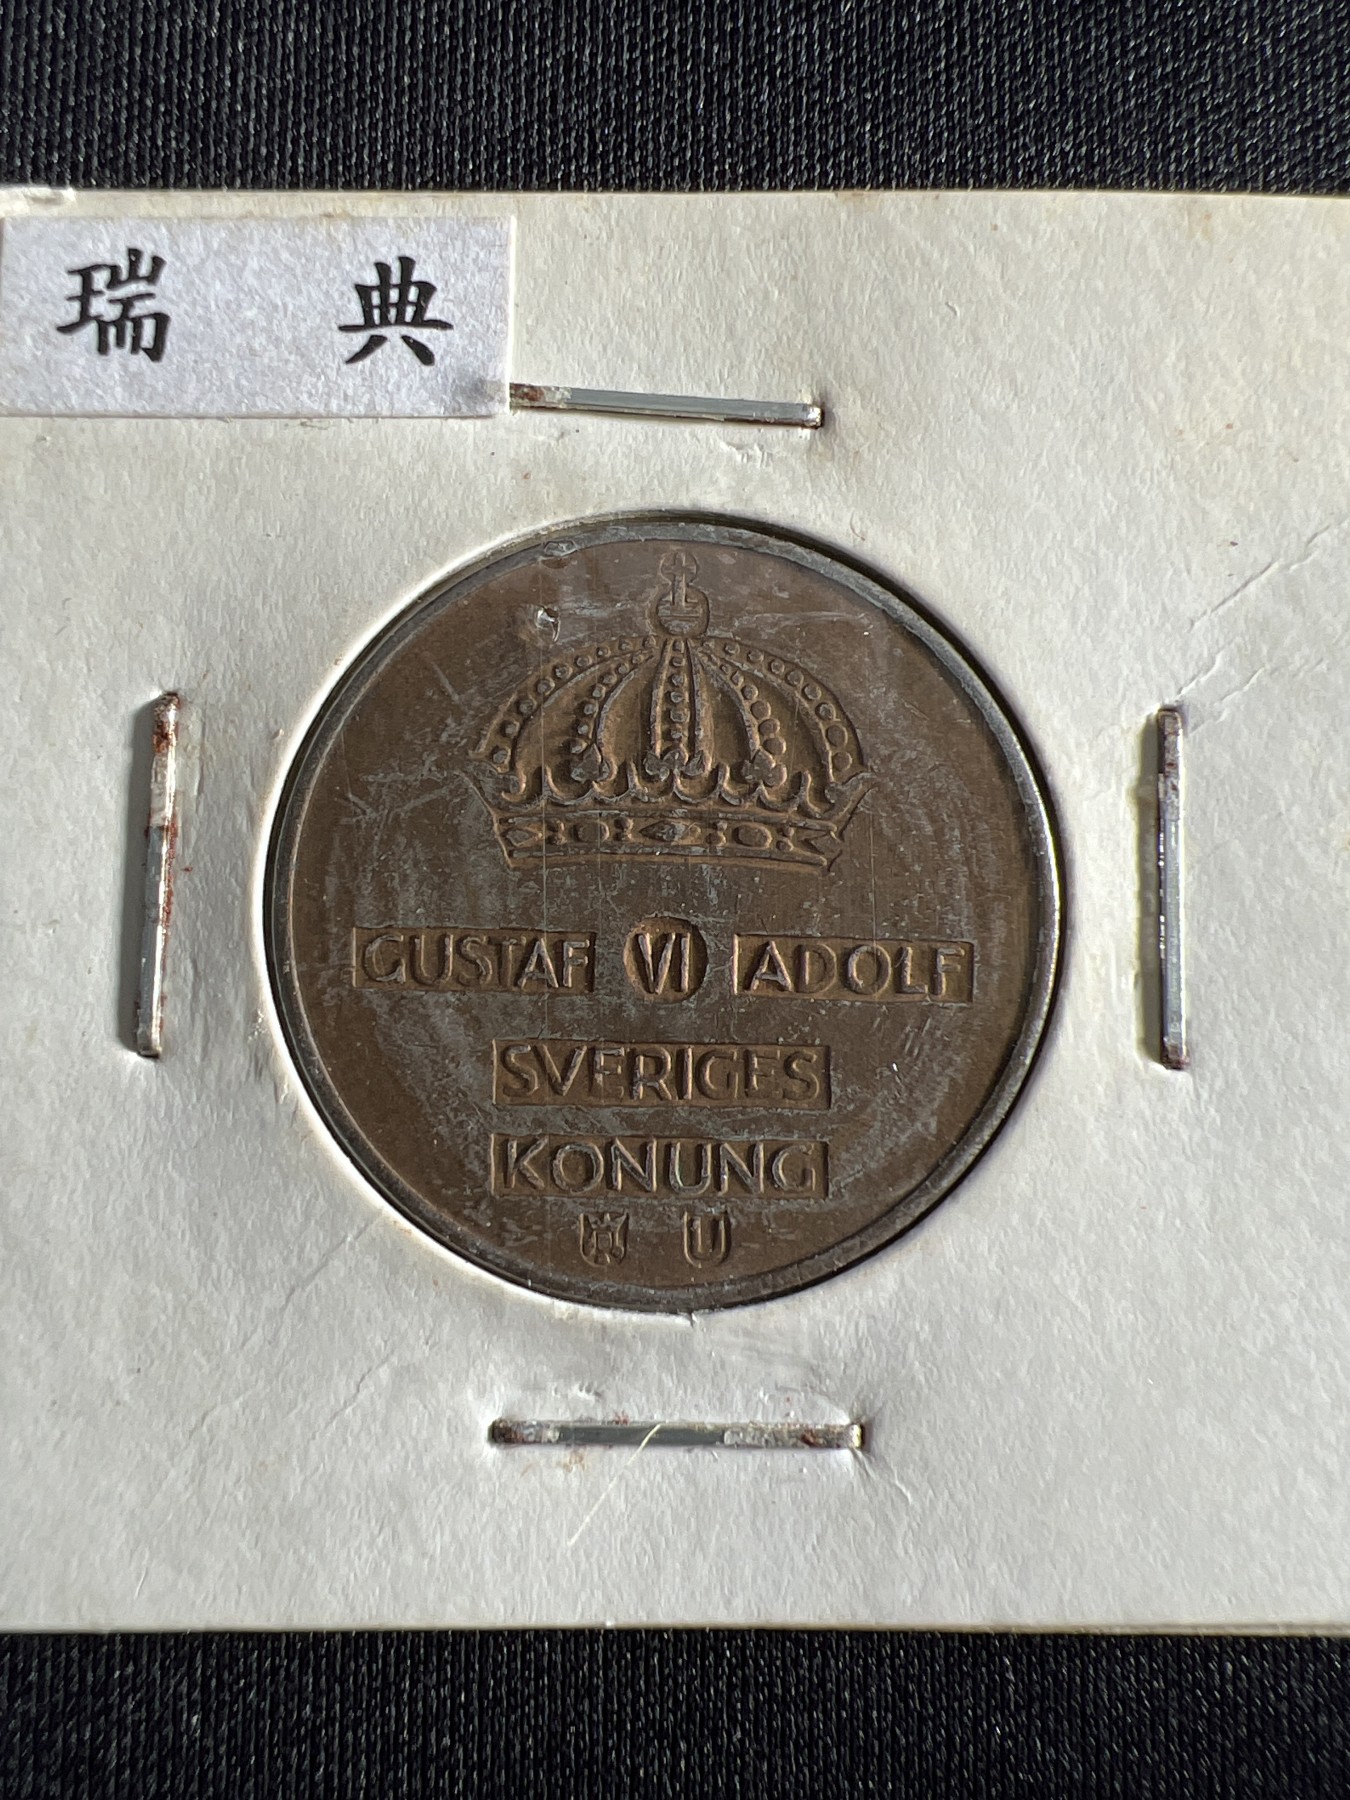 瑞典
GUSTAF VI ADOLF
SVERIGES
KONUNG
U